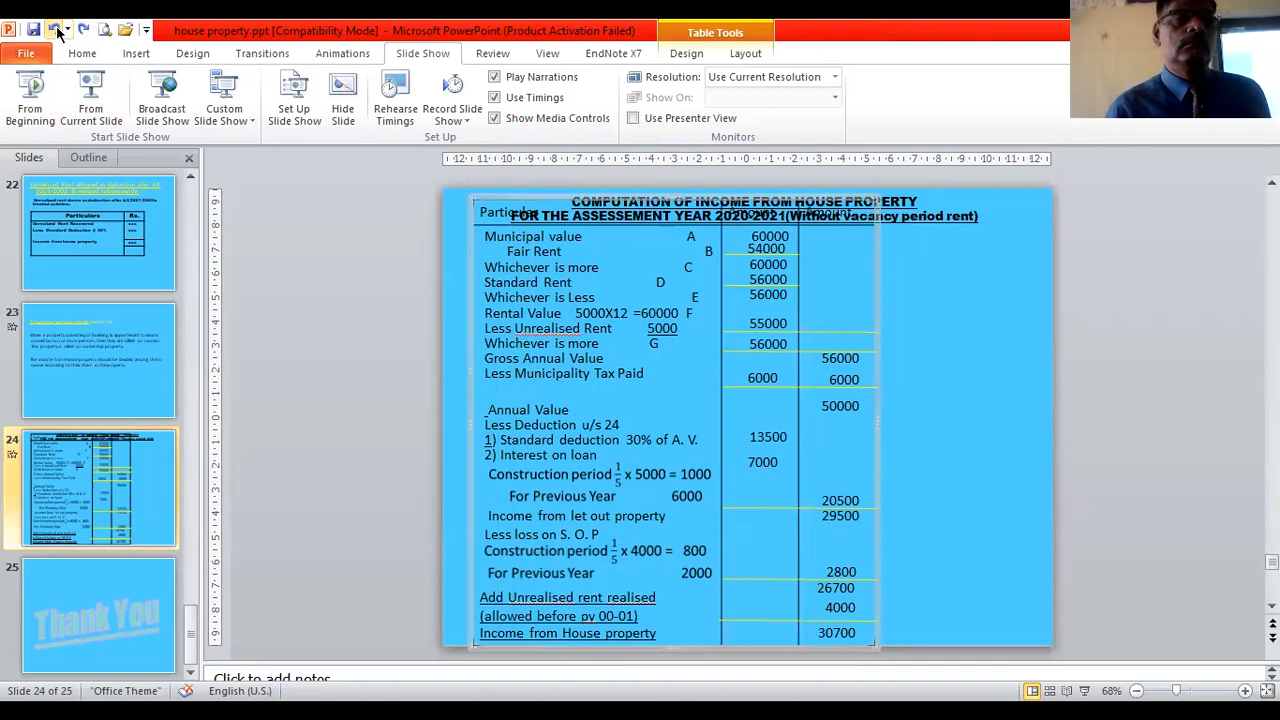 house property.ppt [Compatibility Mode] - Microsoft PowerPoint (Product Activation Failed)
Table Tools
File Home Insert Design Transitions Animations Slide Show Review View EndNote X7 Design Layout
From Beginning
From Current Slide
Broadcast Slide Show
Custom Slide Show
Set Up Slide Show
Hide Slide
Rehearse Timings
Record Slide Show
Play Narrations
Use Timings
Show Media Controls
Resolution: Use Current Resolution
Show On:
Use Presenter View
Start Slide Show
Set Up
Monitors
Slides Outline
22
Particulars Rs.
23
24
25
Thank You
COMPUTATION OF INCOME FROM HOUSE PROPERTY
FOR THE ASSESSEMENT YEAR 2020-2021(Without vacancy period rent)
Particular Amount Amount
Municipal value A 60000
Fair Rent B 54000
Whichever is more C 60000
Standard Rent D 56000
Whichever is Less E 56000
Rental Value 5000X12 =60000 F
Less Unrealised Rent 5000 55000
Whichever is more G 56000
Gross Annual Value 56000
Less Municipality Tax Paid 6000 6000
Annual Value 50000
Less Deduction u/s 24
1) Standard deduction 30% of A. V. 13500
2) Interest on loan 7000
Construction period 1/5 x 5000 = 1000
For Previous Year 6000 20500
Income from let out property 29500
Less loss on S. O. P
Construction period 1/5 x 4000 = 800
For Previous Year 2000 2800
26700
Add Unrealised rent realised 4000
(allowed before py 00-01)
Income from House property 30700
Click to add notes
Slide 24 of 25 "Office Theme" English (U.S.) 68%